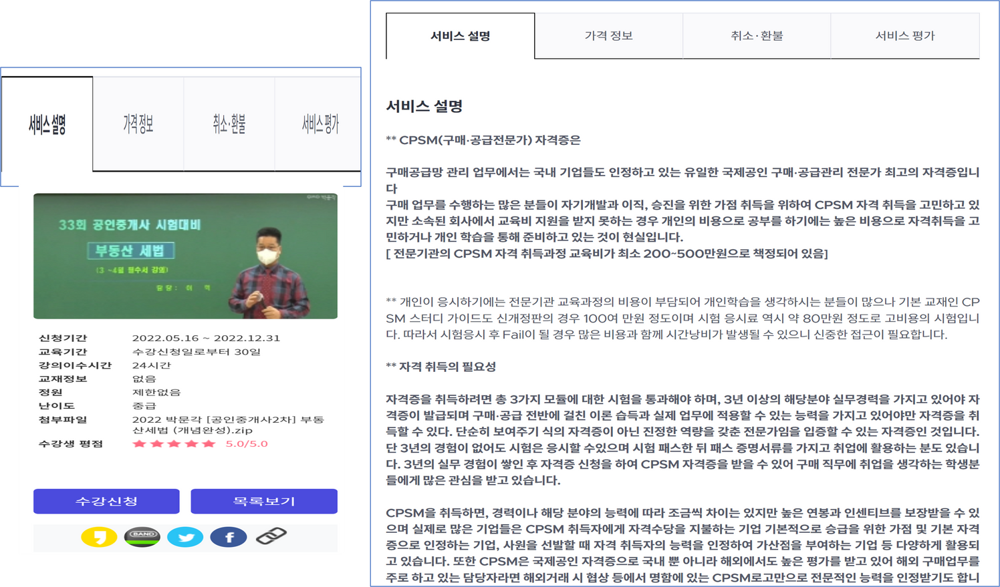 서비스 설명
가격 정보
취소·환불
서비스 평가
33회 공인중개사 시험대비
부동산 세법
(3 ~4월 필수서 강의)
신청기간 2022.05.16 ~ 2022.12.31
교육기간 수강신청일로부터 30일
강의이수시간 24시간
교재정보 없음
정원 제한없음
난이도 중급
첨부파일 2022 박문각 [공인중개사2차] 부동
산세법 (개념완성).zip
수강생 평점 5.0/5.0
수강신청
목록보기
BAND
서비스 설명
가격 정보
취소·환불
서비스 평가
서비스 설명
** CPSM(구매·공급전문가) 자격증은
구매공급망 관리 업무에서는 국내 기업들도 인정하고 있는 유일한 국제공인 구매·공급관리 전문가 최고의 자격증입니
다
구매 업무를 수행하는 많은 분들이 자기개발과 이직, 승진을 위한 가점 취득을 위하여 CPSM 자격 취득을 고민하고 있
지만 소속된 회사에서 교육비 지원을 받지 못하는 경우 개인의 비용으로 공부를 하기에는 높은 비용으로 자격취득을 고
민하거나 개인 학습을 통해 준비하고 있는 것이 현실입니다.
[ 전문기관의 CPSM 자격 취득과정 교육비가 최소 200~500만원으로 책정되어 있음]
** 개인이 응시하기에는 전문기관 교육과정의 비용이 부담되어 개인학습을 생각하시는 분들이 많으나 기본 교재인 CP
SM 스터디 가이드도 신개정판의 경우 100여 만원 정도이며 시험 응시료 역시 약 80만원 정도로 고비용의 시험입니
다. 따라서 시험응시 후 Fail이 될 경우 많은 비용과 함께 시간낭비가 발생될 수 있으니 신중한 접근이 필요합니다.
** 자격 취득의 필요성
자격증을 취득하려면 총 3가지 모듈에 대한 시험을 통과해야 하며, 3년 이상의 해당분야 실무경력을 가지고 있어야 자
격증이 발급되며 구매·공급 전반에 걸친 이론 습득과 실제 업무에 적용할 수 있는 능력을 가지고 있어야만 자격증을 취
득할 수 있다. 단순히 보여주기 식의 자격증이 아닌 진정한 역량을 갖춘 전문가임을 입증할 수 있는 자격증인 것입니다.
단 3년의 경험이 없어도 시험은 응시할 수있으며 시험 패스한 뒤 패스 증명서류를 가지고 취업에 활용하는 분도 있습니
다. 3년의 실무 경험이 쌓인 후 자격증 신청을 하여 CPSM 자격증을 받을 수 있어 구매 직무에 취업을 생각하는 학생분
들에게 많은 관심을 받고 있습니다.
CPSM을 취득하면, 경력이나 해당 분야의 능력에 따라 조금씩 차이는 있지만 높은 연봉과 인센티브를 보장받을 수 있
으며 실제로 많은 기업들은 CPSM 취득자에게 자격수당을 지불하는 기업 기본적으로 승급을 위한 가점 및 기본 자격
증으로 인정하는 기업, 사원을 선발할 때 자격 취득자의 능력을 인정하여 가산점을 부여하는 기업 등 다양하게 활용되
고 있습니다. 또한 CPSM은 국제공인 자격증으로 국내 뿐 아니라 해외에서도 높은 평가를 받고 있어 해외 구매업무를
주로 하고 있는 담당자라면 해외거래 시 협상 등에서 명함에 있는 CPSM로고만으로 전문적인 능력을 인정받기도 합니